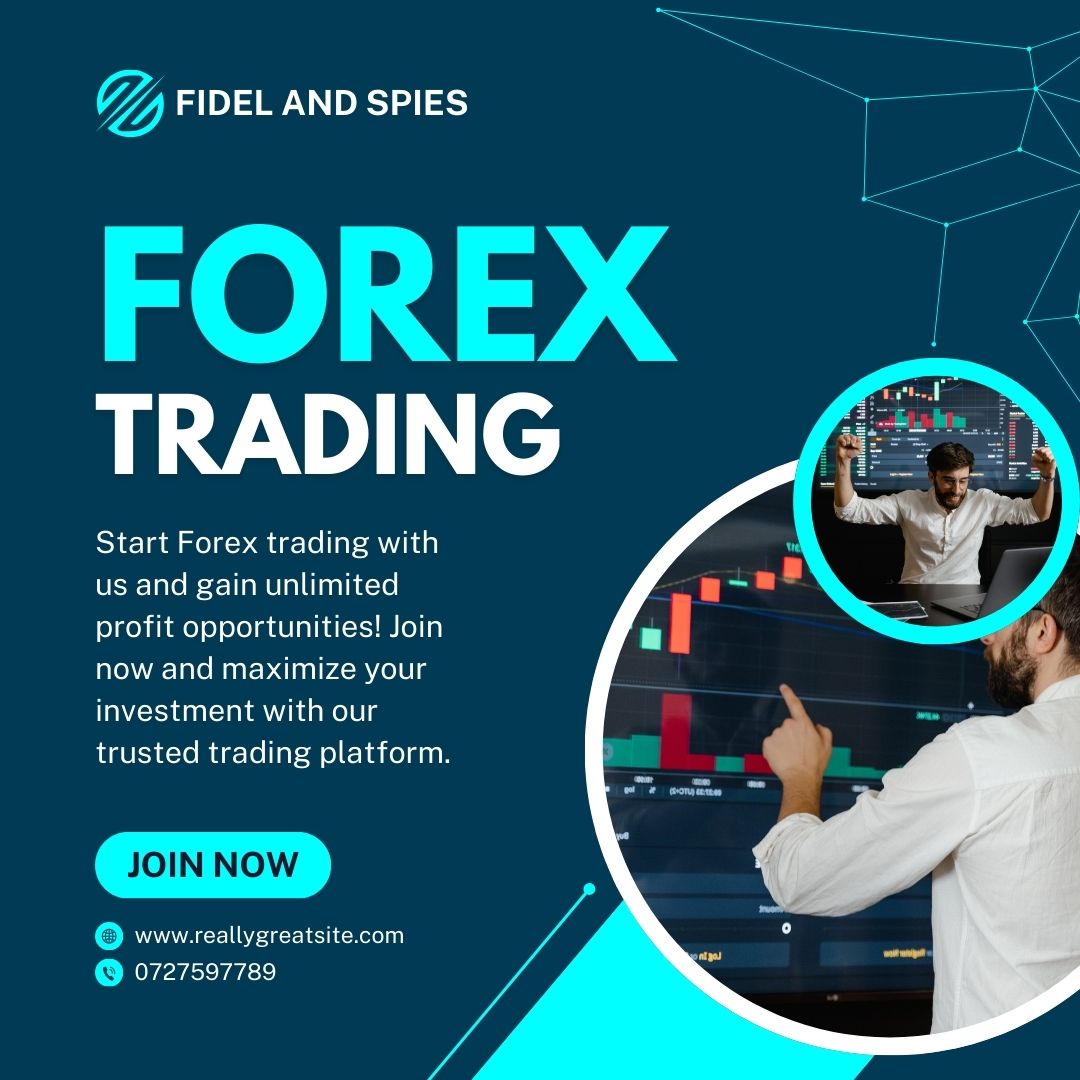 FIDEL AND SPIES
FOREX
TRADING
Start Forex trading with
us and gain unlimited
profit opportunities! Join
now and maximize your
investment with our
trusted trading platform.
JOIN NOW
www.reallygreatsite.com
0727597789